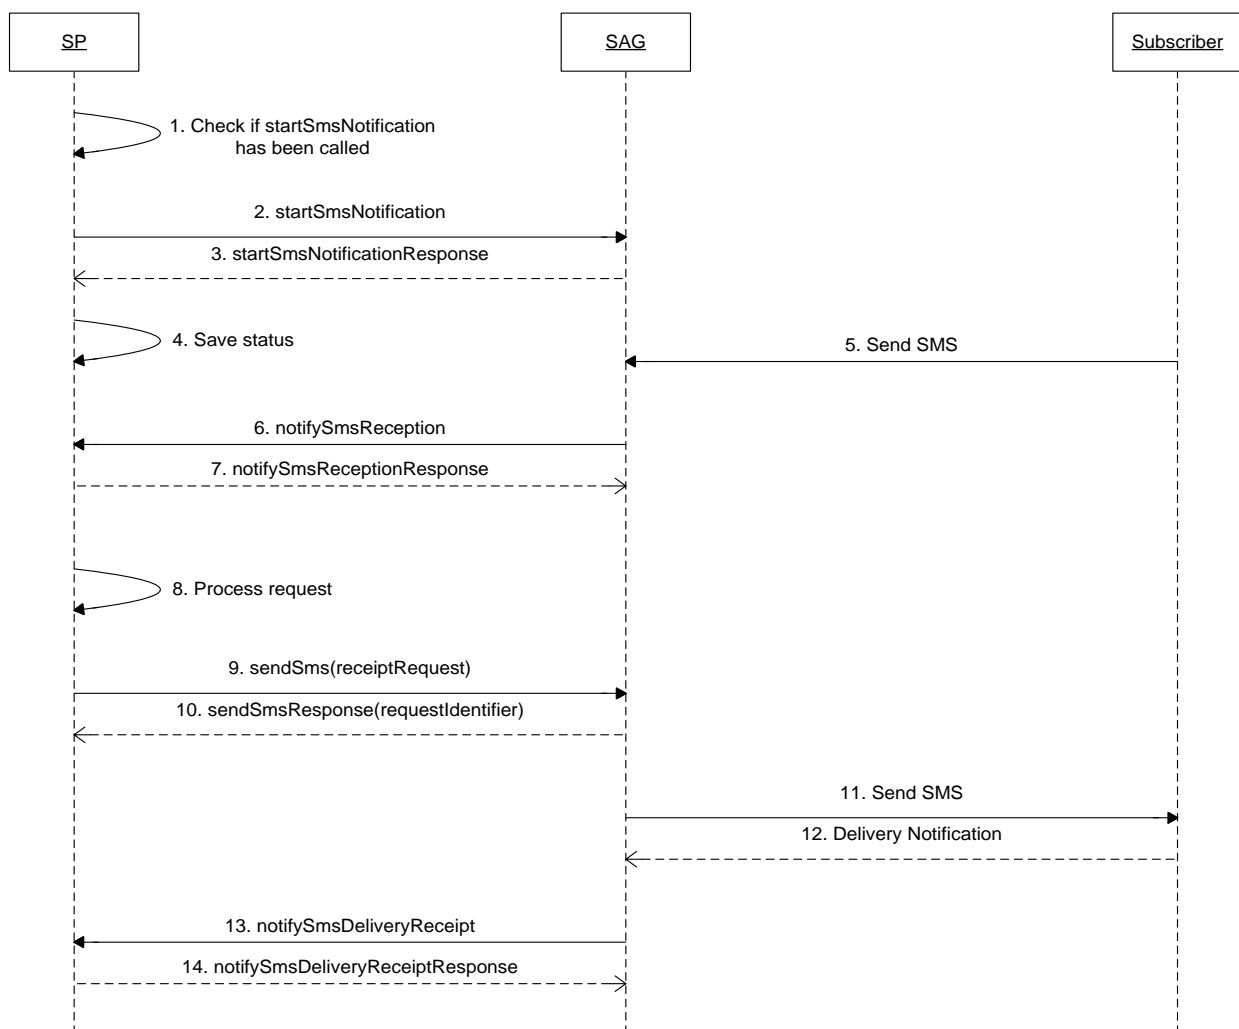 SP
SAG
Subscriber
1. Check if startSmsNotification
has been called
2. startSmsNotification
3. startSmsNotificationResponse
4. Save status
5. Send SMS
6. notifySmsReception
7. notifySmsReceptionResponse
8. Process request
9. sendSms(receiptRequest)
10. sendSmsResponse(requestIdentifier)
11. Send SMS
12. Delivery Notification
13. notifySmsDeliveryReceipt
14. notifySmsDeliveryReceiptResponse